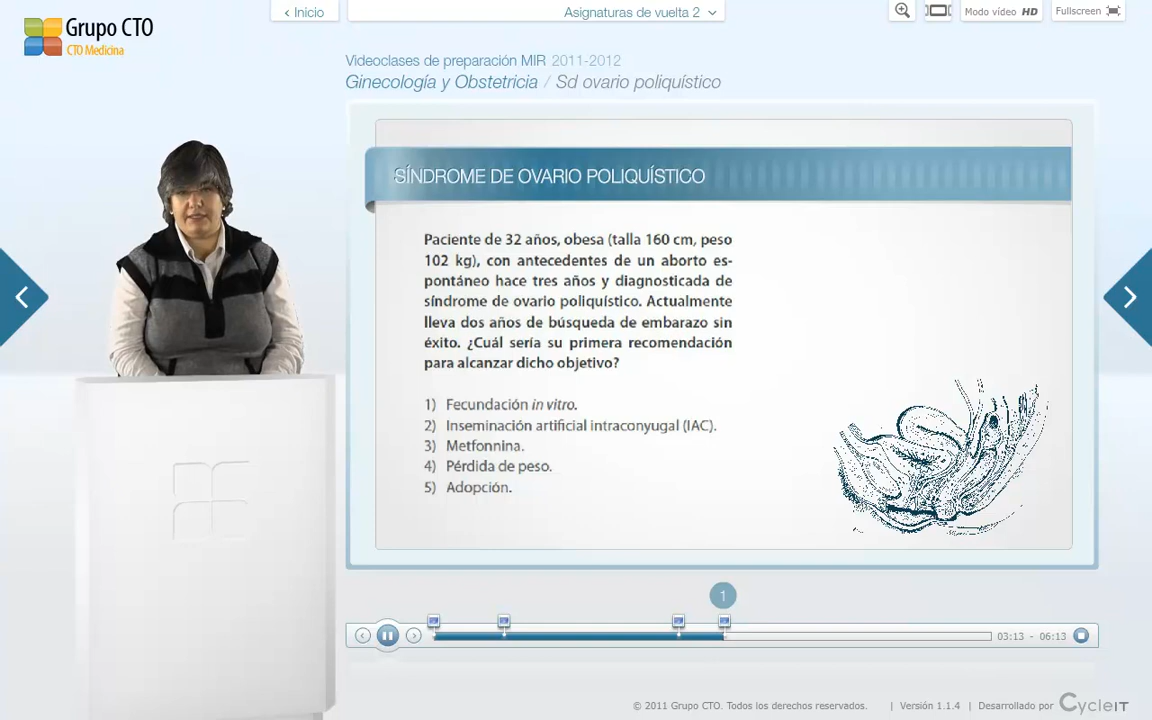 ‹ Inicio
Asignaturas de vuelta 2
Modo vídeo HD
Fullscreen
Grupo CTO
CTO Medicina
Videoclases de preparación MIR 2011-2012
Ginecología y Obstetricia / Sd ovario poliquístico
SÍNDROME DE OVARIO POLIQUÍSTICO
Paciente de 32 años, obesa (talla 160 cm, peso
102 kg), con antecedentes de un aborto es-
pontáneo hace tres años y diagnosticada de
síndrome de ovario poliquístico. Actualmente
lleva dos años de búsqueda de embarazo sin
éxito. ¿Cuál sería su primera recomendación
para alcanzar dicho objetivo?
1) Fecundación in vitro.
2) Inseminación artificial intraconyugal (IAC).
3) Metfonnina.
4) Pérdida de peso.
5) Adopción.
1
03:13 - 06:13
© 2011 Grupo CTO. Todos los derechos reservados. | Versión 1.1.4 | Desarrollado por CycleIT